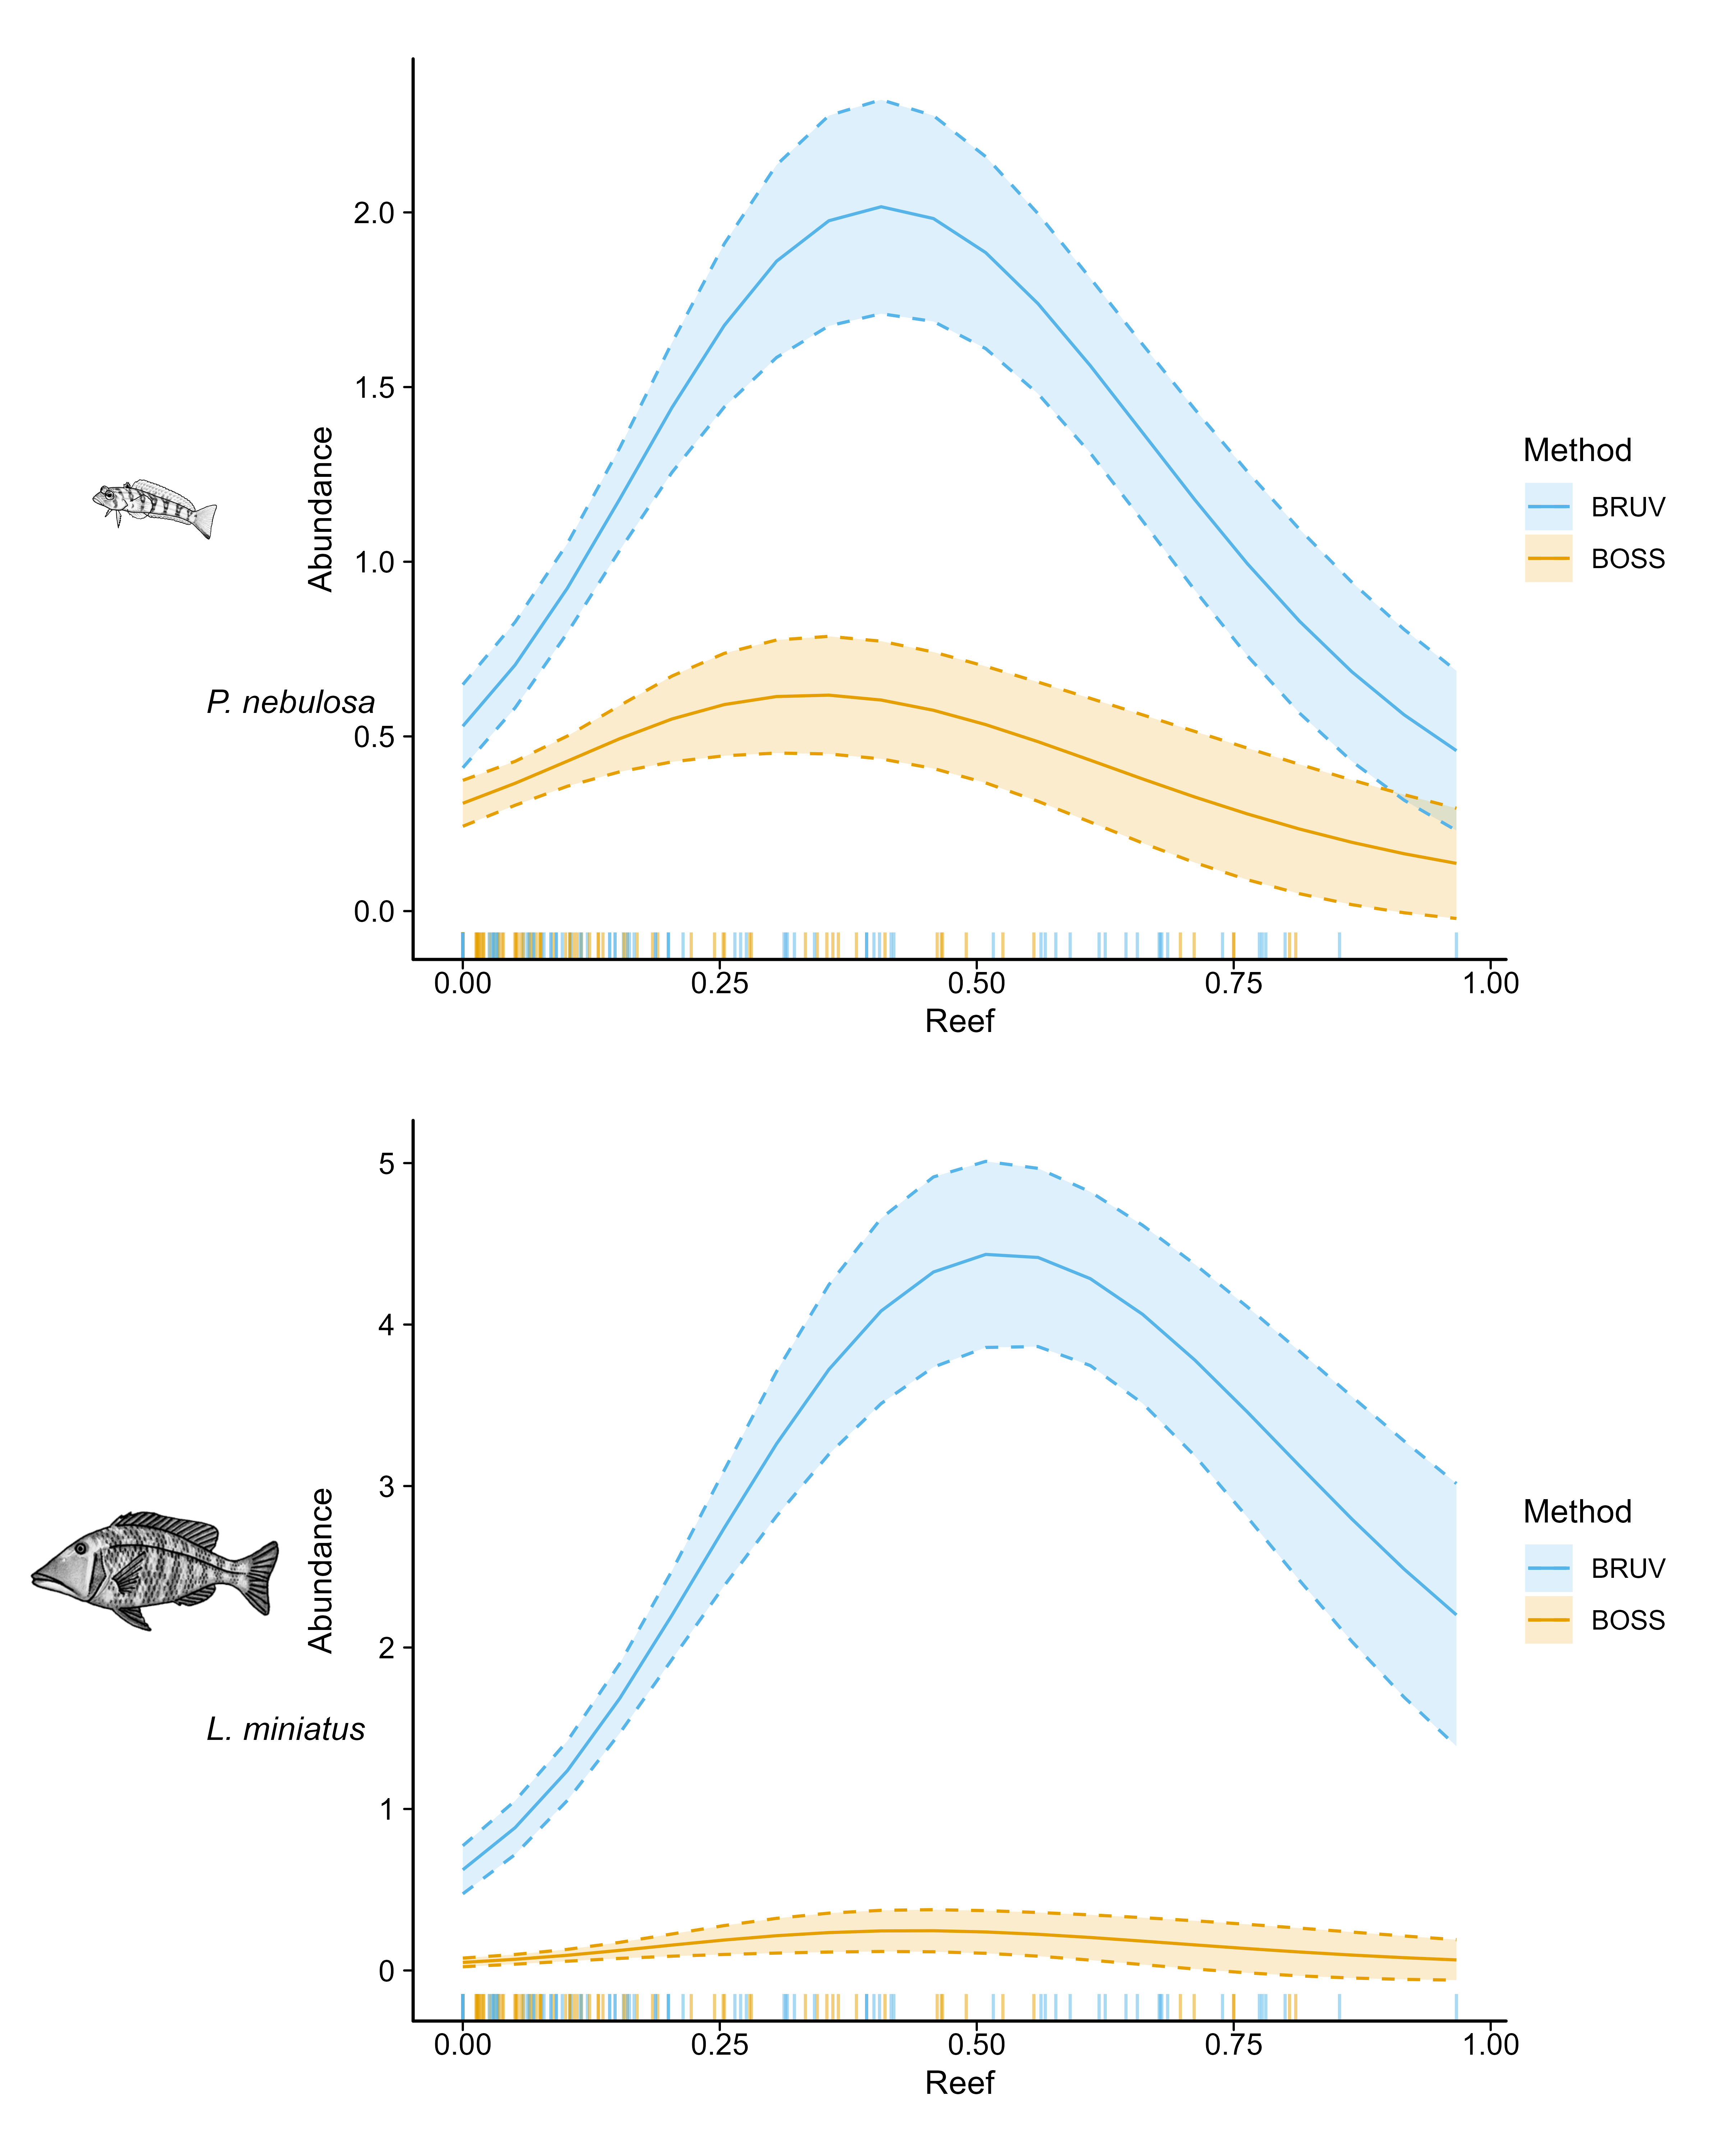 2.0
1.5
1.0
0.5
0.0
Abundance
P. nebulosa
0.00 0.25 0.50 0.75 1.00
Reef
Method
BRUV
BOSS
5
4
3
2
1
0
Abundance
L. miniatus
0.00 0.25 0.50 0.75 1.00
Reef
Method
BRUV
BOSS